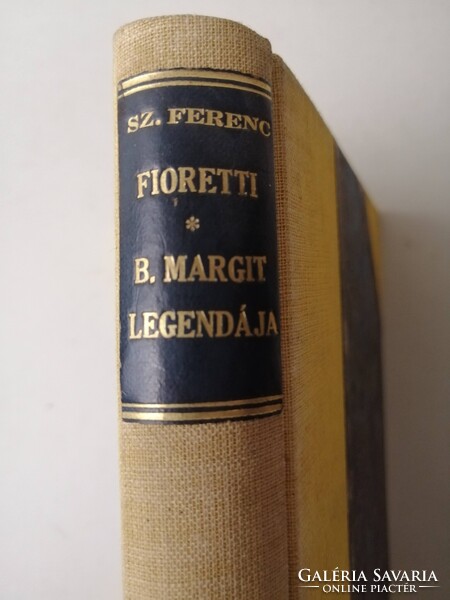 SZ. FERENC
FIORETTI
*
B. MARGIT
LEGENDÁJA
GALÉRIA SAVARIA
ONLINE PIACTÉR